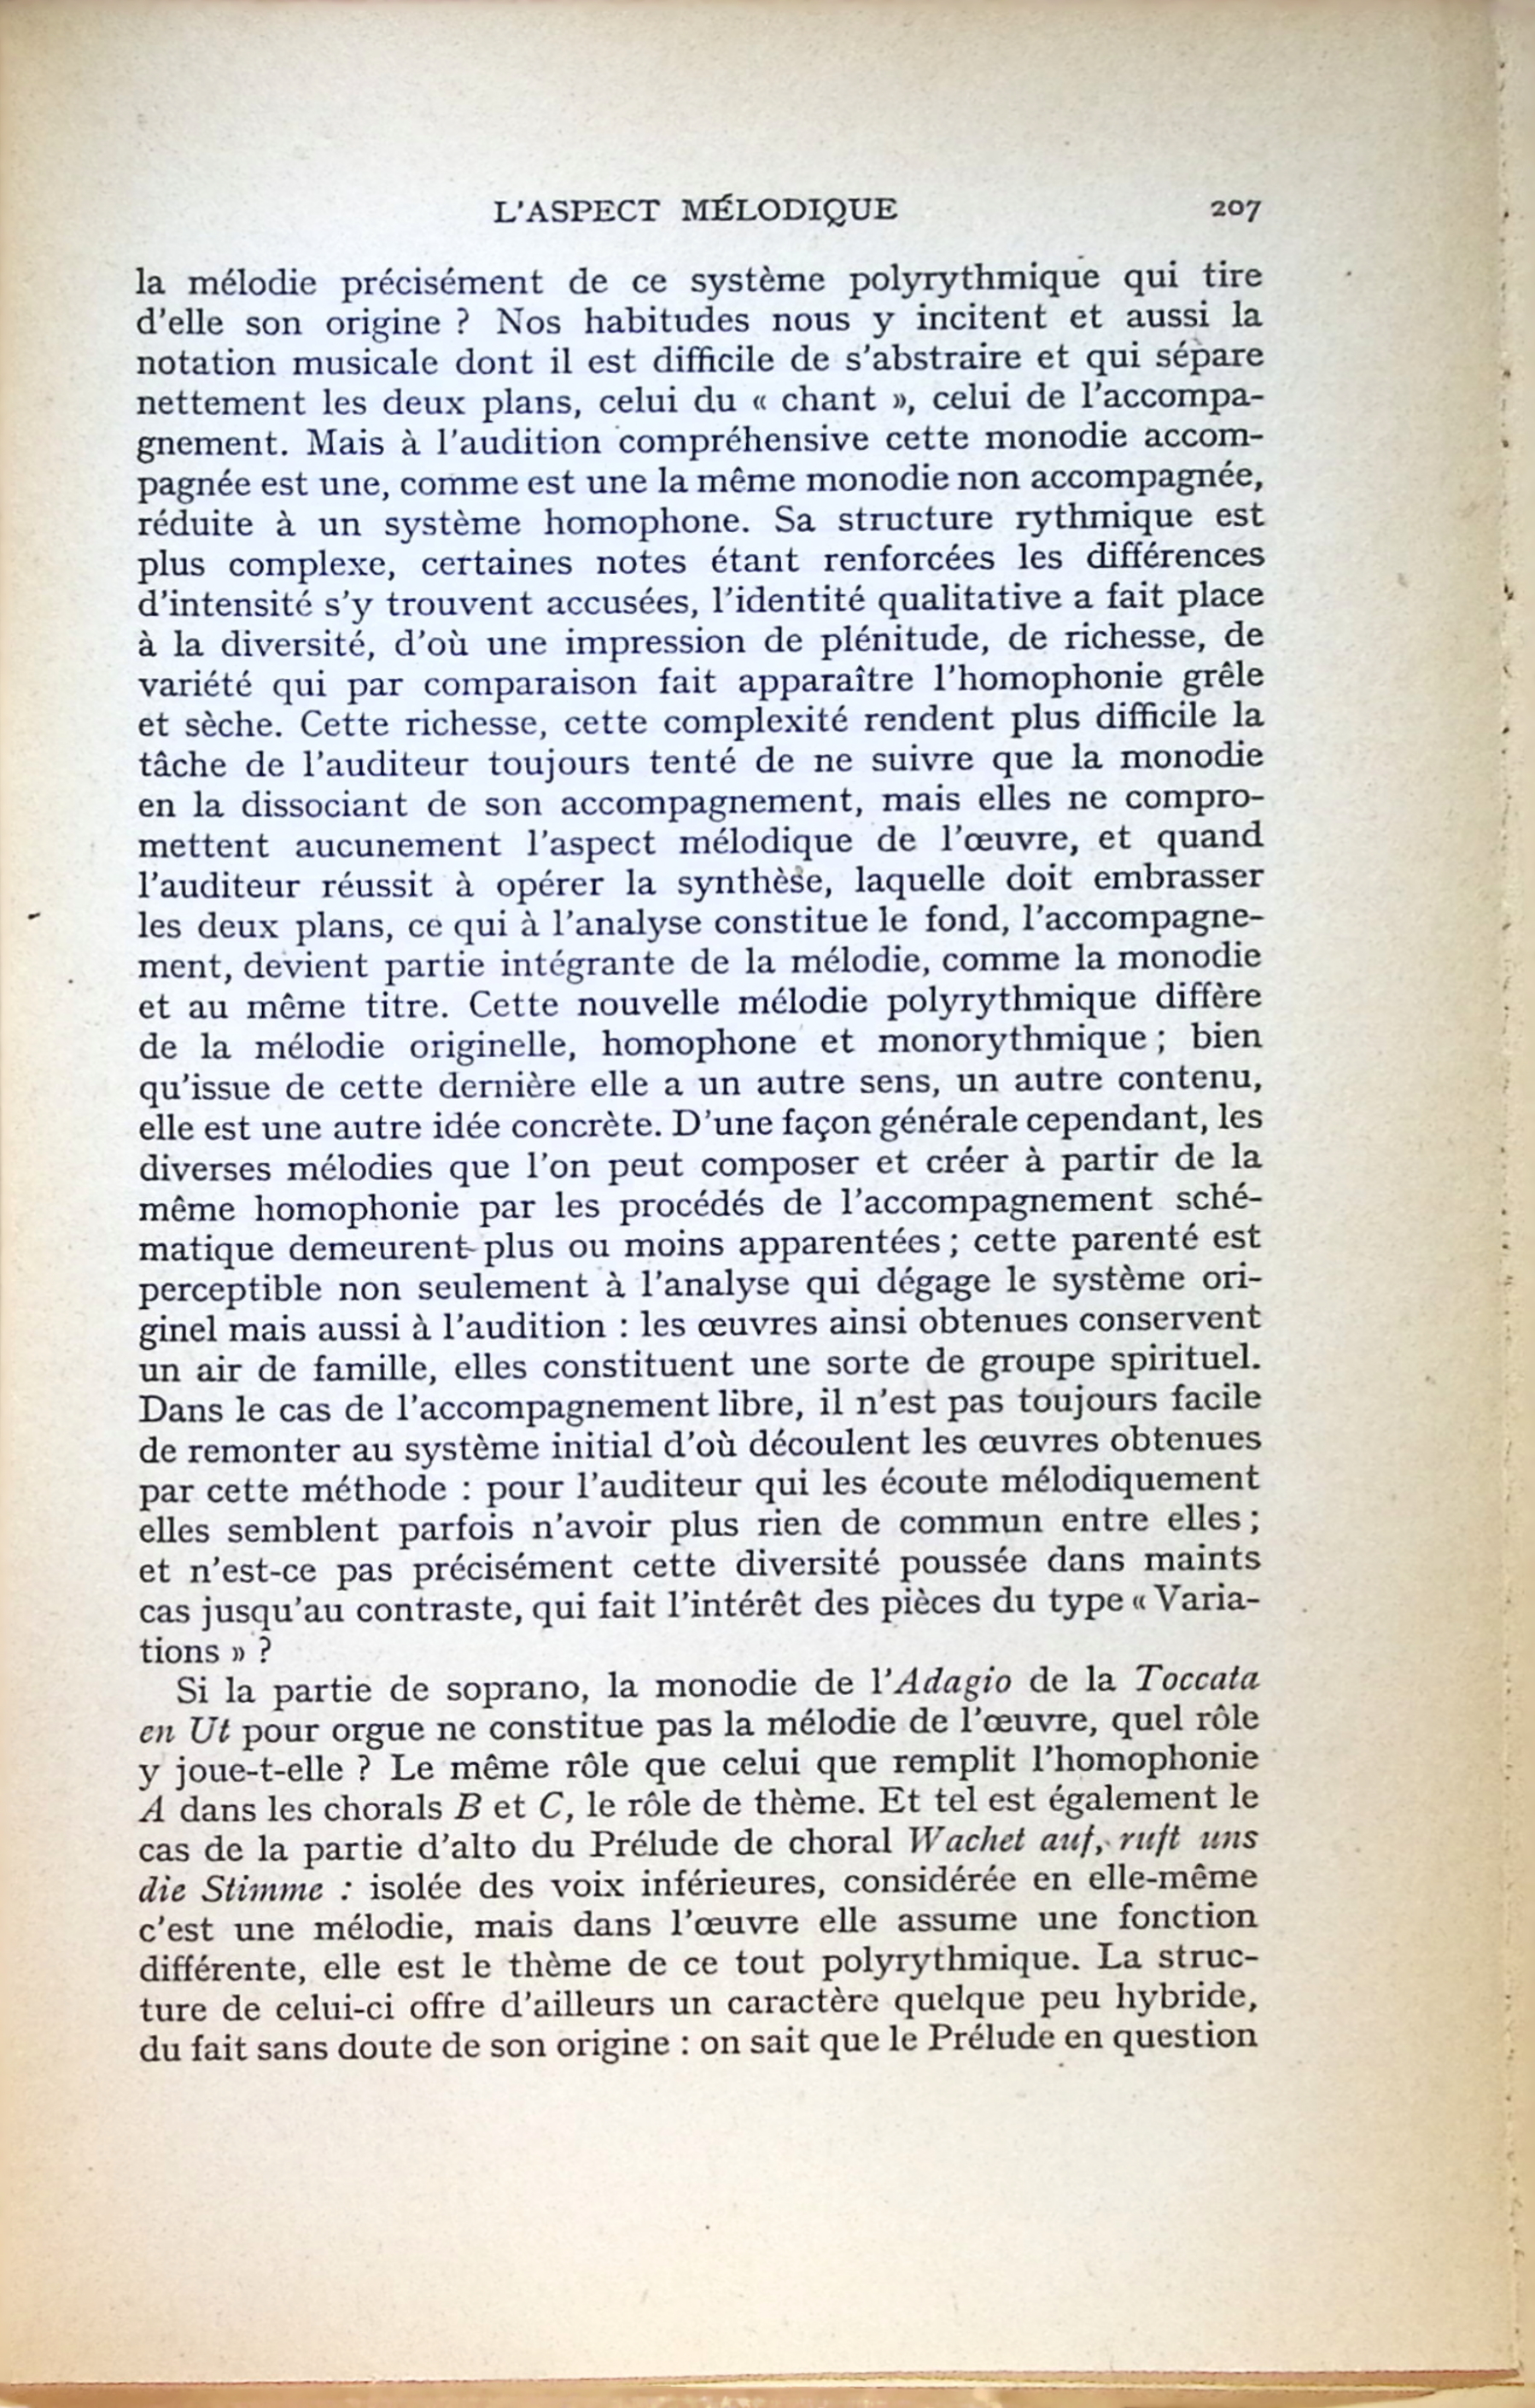 L'ASPECT MÉLODIQUE 207
la mélodie précisément de ce système polyrythmique qui tire
d'elle son origine ? Nos habitudes nous y incitent et aussi la
notation musicale dont il est difficile de s'abstraire et qui sépare
nettement les deux plans, celui du « chant », celui de l'accompa-
gnement. Mais à l'audition compréhensive cette monodie accom-
pagnée est une, comme est une la même monodie non accompagnée,
réduite à un système homophone. Sa structure rythmique est
plus complexe, certaines notes étant renforcées les différences
d'intensité s'y trouvent accusées, l'identité qualitative a fait place
à la diversité, d'où une impression de plénitude, de richesse, de
variété qui par comparaison fait apparaître l'homophonie grêle
et sèche. Cette richesse, cette complexité rendent plus difficile la
tâche de l'auditeur toujours tenté de ne suivre que la monodie
en la dissociant de son accompagnement, mais elles ne compro-
mettent aucunement l'aspect mélodique de l'œuvre, et quand
l'auditeur réussit à opérer la synthèse, laquelle doit embrasser
les deux plans, ce qui à l'analyse constitue le fond, l'accompagne-
ment, devient partie intégrante de la mélodie, comme la monodie
et au même titre. Cette nouvelle mélodie polyrythmique diffère
de la mélodie originelle, homophone et monorythmique ; bien
qu'issue de cette dernière elle a un autre sens, un autre contenu,
elle est une autre idée concrète. D'une façon générale cependant, les
diverses mélodies que l'on peut composer et créer à partir de la
même homophonie par les procédés de l'accompagnement sché-
matique demeurent plus ou moins apparentées ; cette parenté est
perceptible non seulement à l'analyse qui dégage le système ori-
ginel mais aussi à l'audition : les œuvres ainsi obtenues conservent
un air de famille, elles constituent une sorte de groupe spirituel.
Dans le cas de l'accompagnement libre, il n'est pas toujours facile
de remonter au système initial d'où découlent les œuvres obtenues
par cette méthode : pour l'auditeur qui les écoute mélodiquement
elles semblent parfois n'avoir plus rien de commun entre elles ;
et n'est-ce pas précisément cette diversité poussée dans maints
cas jusqu'au contraste, qui fait l'intérêt des pièces du type « Varia-
tions » ?
Si la partie de soprano, la monodie de l'Adagio de la Toccata
en Ut pour orgue ne constitue pas la mélodie de l'œuvre, quel rôle
y joue-t-elle ? Le même rôle que celui que remplit l'homophonie
A dans les chorals B et C, le rôle de thème. Et tel est également le
cas de la partie d'alto du Prélude de choral Wachet auf, ruft uns
die Stimme : isolée des voix inférieures, considérée en elle-même
c'est une mélodie, mais dans l'œuvre elle assume une fonction
différente, elle est le thème de ce tout polyrythmique. La struc-
ture de celui-ci offre d'ailleurs un caractère quelque peu hybride,
du fait sans doute de son origine : on sait que le Prélude en question